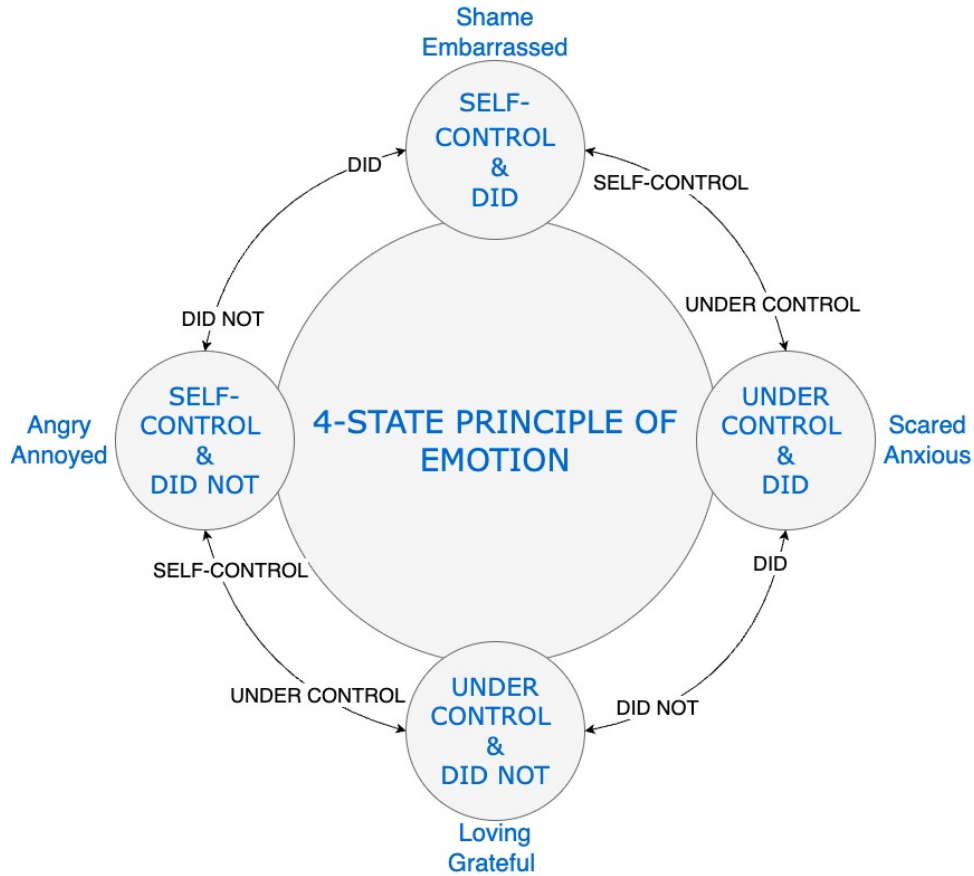 Shame
Embarrassed
SELF-
CONTROL
&
DID
DID
SELF-CONTROL
DID NOT
UNDER CONTROL
Angry
Annoyed
SELF-
CONTROL
&
DID NOT
4-STATE PRINCIPLE OF
EMOTION
UNDER
CONTROL
&
DID
Scared
Anxious
SELF-CONTROL
DID
UNDER CONTROL
DID NOT
UNDER
CONTROL
&
DID NOT
Loving
Grateful